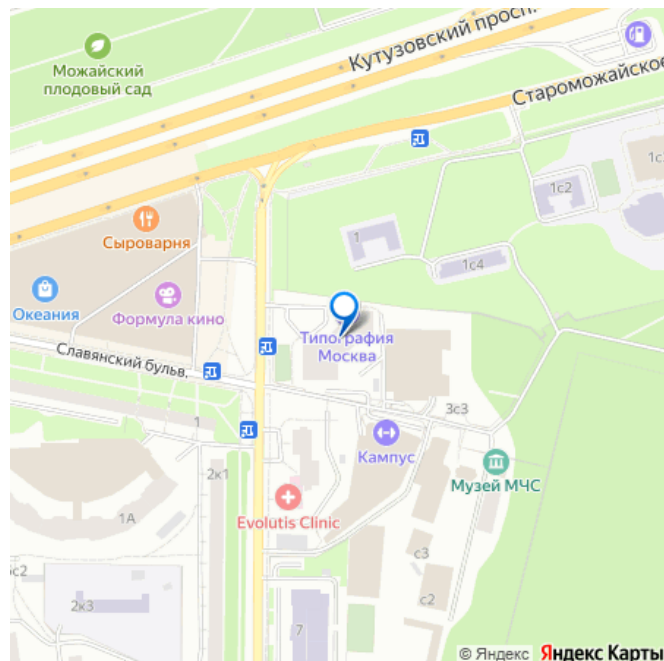 Кутузовский просп.
Можайский
плодовый сад
Староможайское
1с2
1
1с4
Сыроварня
Океания
Формула кино
Типография
Москва
Славянский бульв.
3с3
1
Кампус
2к1
Музей МЧС
Evolutis Clinic
1А
с3
2к3
с2
7
© Яндекс Яндекс Карты